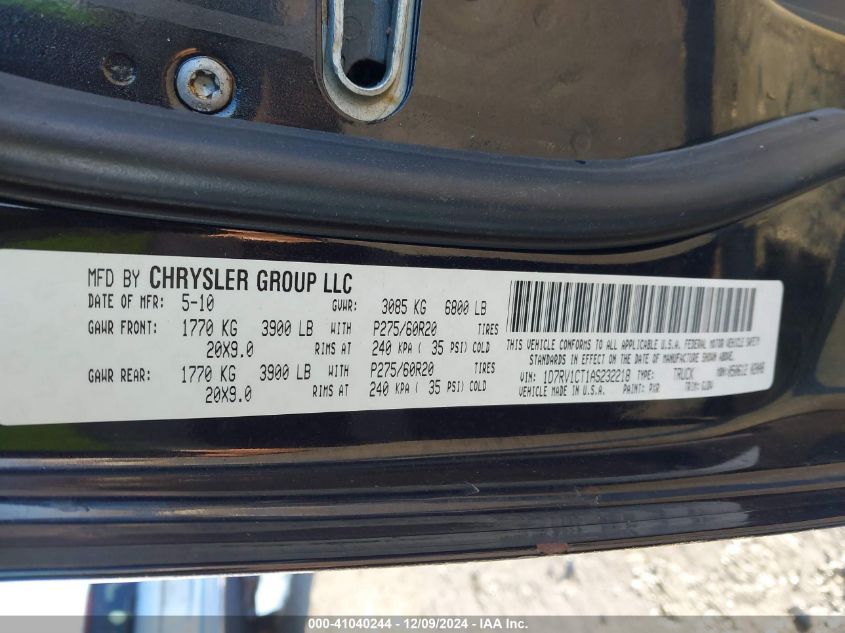 MFD BY CHRYSLER GROUP LLC
DATE OF MFR: 5-10 GVWR: 3085 KG 6800 LB
GAWR FRONT: 1770 KG 3900 LB WITH P275/60R20 TIRES
20X9.0 RIMS AT 240 KPA ( 35 PSI) COLD
GAWR REAR: 1770 KG 3900 LB WITH P275/60R20 TIRES
20X9.0 RIMS AT 240 KPA ( 35 PSI) COLD
THIS VEHICLE CONFORMS TO ALL APPLICABLE U.S.A. FEDERAL MOTOR VEHICLE SAFETY
STANDARDS IN EFFECT ON THE DATE OF MANUFACTURE SHOWN ABOVE.
VIN: 1D7RV1CT1AS232218 TYPE: TRUCK MDH:
VEHICLE MADE IN U.S.A. PAINT: PXR TRIM:
000-41040244 - 12/09/2024 - IAA Inc.